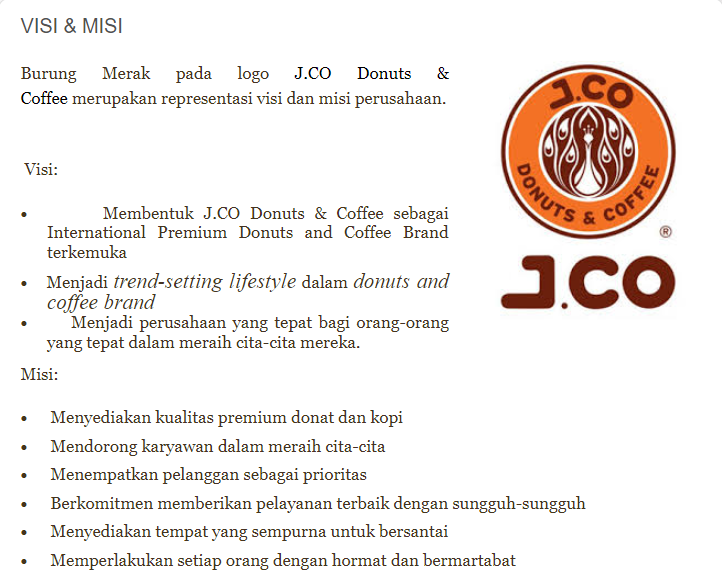 VISI & MISI
Burung Merak pada logo J.CO Donuts &
Coffee merupakan representasi visi dan misi perusahaan.
Visi:
• Membentuk J.CO Donuts & Coffee sebagai
International Premium Donuts and Coffee Brand
terkemuka
• Menjadi trend-setting lifestyle dalam donuts and
coffee brand
• Menjadi perusahaan yang tepat bagi orang-orang
yang tepat dalam meraih cita-cita mereka.
Misi:
• Menyediakan kualitas premium donat dan kopi
• Mendorong karyawan dalam meraih cita-cita
• Menempatkan pelanggan sebagai prioritas
• Berkomitmen memberikan pelayanan terbaik dengan sungguh-sungguh
• Menyediakan tempat yang sempurna untuk bersantai
• Memperlakukan setiap orang dengan hormat dan bermartabat
J.CO
DONUTS & COFFEE
®
J.CO